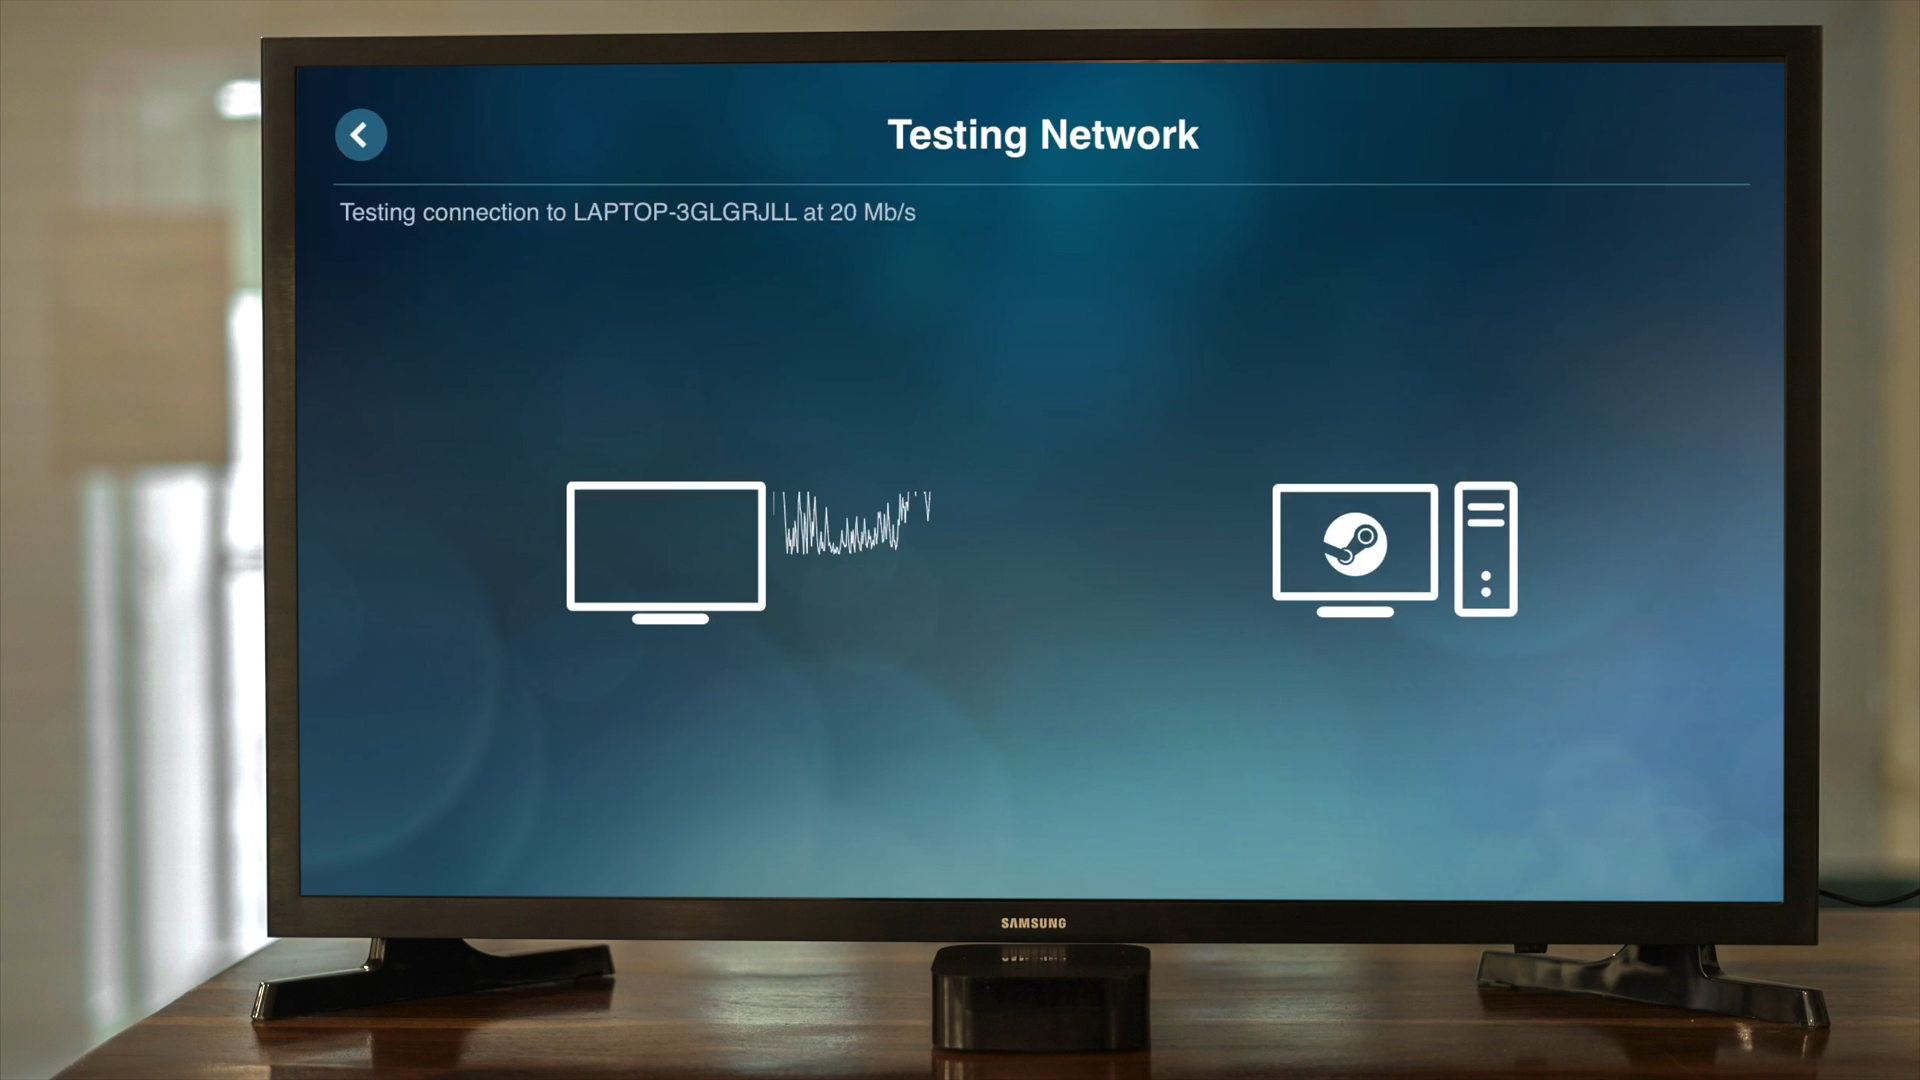 Testing Network
Testing connection to LAPTOP-3GLGRJLL at 20 Mb/s
SAMSUNG